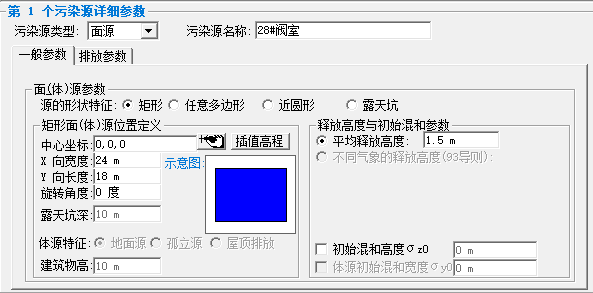 第 1 个污染源详细参数
污染源类型: 面源 污染源名称: 28#阀室
一般参数 排放参数
面(体)源参数
源的形状特征: 矩形 任意多边形 近圆形 露天坑
矩形面(体)源位置定义
中心坐标: 0,0,0 插值高程
X 向宽度: 24 m
Y 向长度: 18 m
旋转角度: 0 度
示意图:
露天坑深: 10 m
体源特征: 地面源 孤立源 屋顶排放
建筑物高: 10 m
释放高度与初始混和参数
平均释放高度: 1.5 m
不同气象的释放高度(93导则):
初始混和高度σz0 0 m
体源初始混和宽度σy0 0 m